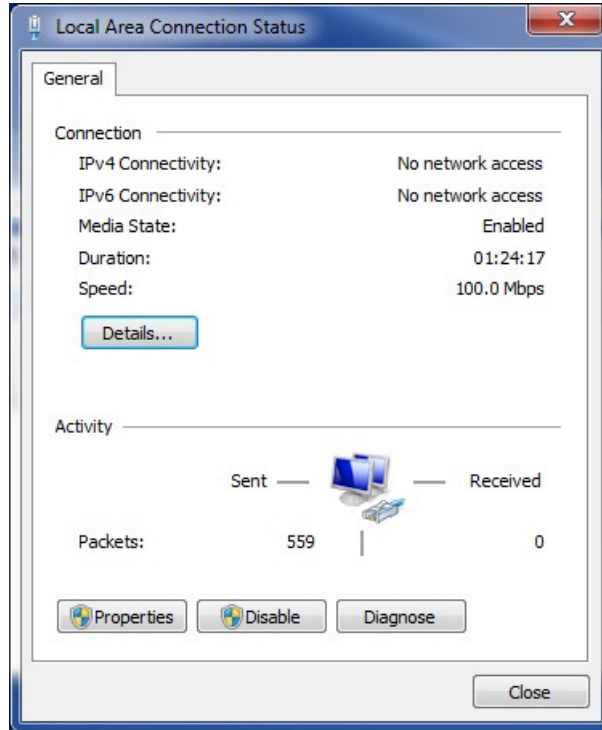 Local Area Connection Status
General
Connection
IPv4 Connectivity: No network access
IPv6 Connectivity: No network access
Media State: Enabled
Duration: 01:24:17
Speed: 100.0 Mbps
Details...
Activity
Sent Received
Packets: 559 0
Properties Disable Diagnose
Close